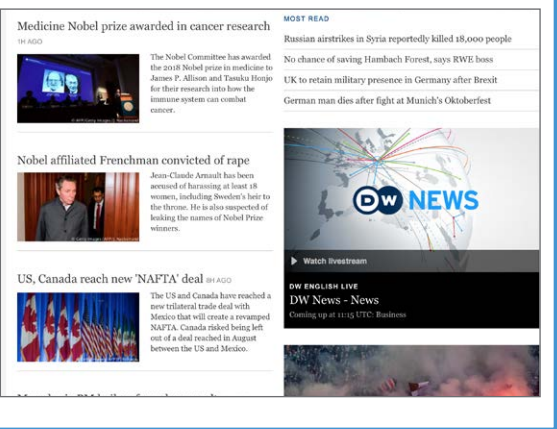 Medicine Nobel prize awarded in cancer research
1H AGO
The Nobel Committee has awarded
the 2018 Nobel prize in medicine to
James P. Allison and Tasuku Honjo
for their research into how the
immune system can combat
cancer.
Nobel affiliated Frenchman convicted of rape
Jean-Claude Arnault has been
accused of harassing at least 18
women, including Sweden's heir to
the throne. He is also suspected of
leaking the names of Nobel Prize
winners.
US, Canada reach new 'NAFTA' deal 8H AGO
The US and Canada have reached a
new trilateral trade deal with
Mexico that will create a revamped
NAFTA. Canada risked being left
out of a deal reached in August
between the US and Mexico.
MOST READ
Russian airstrikes in Syria reportedly killed 18,000 people
No chance of saving Hambach Forest, says RWE boss
UK to retain military presence in Germany after Brexit
German man dies after fight at Munich's Oktoberfest
DW NEWS
Watch livestream
DW ENGLISH LIVE
DW News - News
Coming up at 11:15 UTC: Business